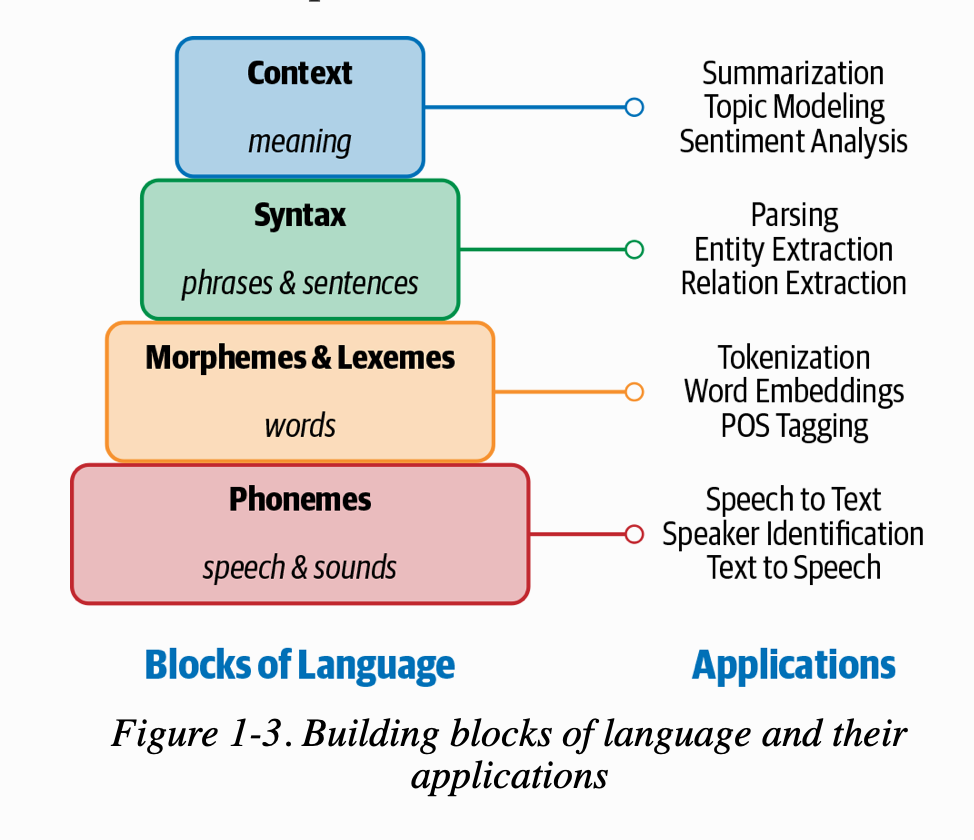 Context
meaning
Summarization
Topic Modeling
Sentiment Analysis
Syntax
phrases & sentences
Parsing
Entity Extraction
Relation Extraction
Morphemes & Lexemes
words
Tokenization
Word Embeddings
POS Tagging
Phonemes
speech & sounds
Speech to Text
Speaker Identification
Text to Speech
Blocks of Language
Applications
Figure 1-3. Building blocks of language and their
applications